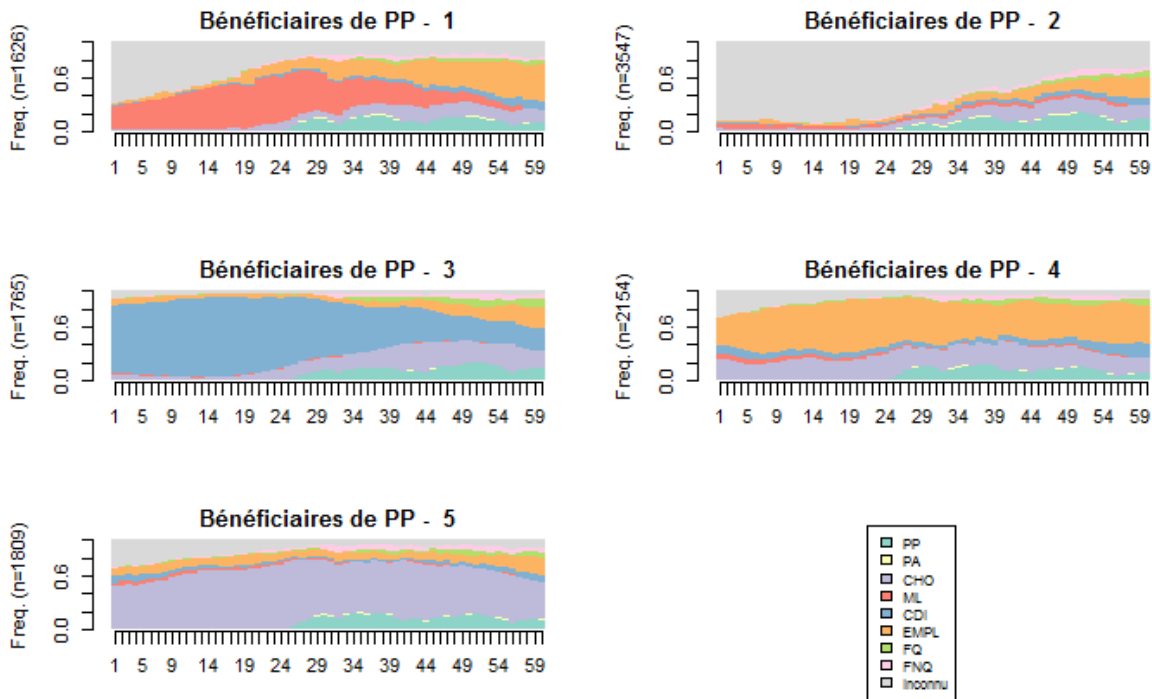 Bénéficiaires de PP - 1
Freq. (n=1626)
0.0 0.6
1 5 9 14 19 24 29 34 39 44 49 54 59
Bénéficiaires de PP - 2
Freq. (n=3547)
0.0 0.6
1 5 9 14 19 24 29 34 39 44 49 54 59
Bénéficiaires de PP - 3
Freq. (n=1765)
0.0 0.6
1 5 9 14 19 24 29 34 39 44 49 54 59
Bénéficiaires de PP - 4
Freq. (n=2154)
0.0 0.6
1 5 9 14 19 24 29 34 39 44 49 54 59
Bénéficiaires de PP - 5
Freq. (n=1809)
0.0 0.6
1 5 9 14 19 24 29 34 39 44 49 54 59
PP
PA
CHO
ML
CDI
EMPL
FQ
FNQ
Inconnu